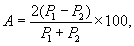 A = 2(P₁ − P₂) / P₁ + P₂ × 100,